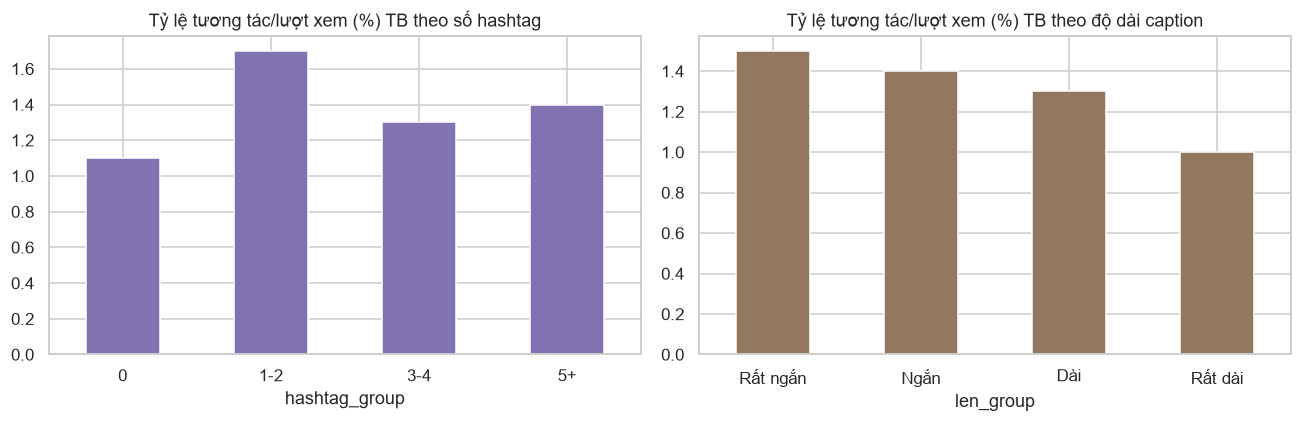 Tỷ lệ tương tác/lượt xem (%) TB theo số hashtag
1.6
1.4
1.2
1.0
0.8
0.6
0.4
0.2
0.0
0 1-2 3-4 5+
hashtag_group
Tỷ lệ tương tác/lượt xem (%) TB theo độ dài caption
1.4
1.2
1.0
0.8
0.6
0.4
0.2
0.0
Rất ngắn Ngắn Dài Rất dài
len_group